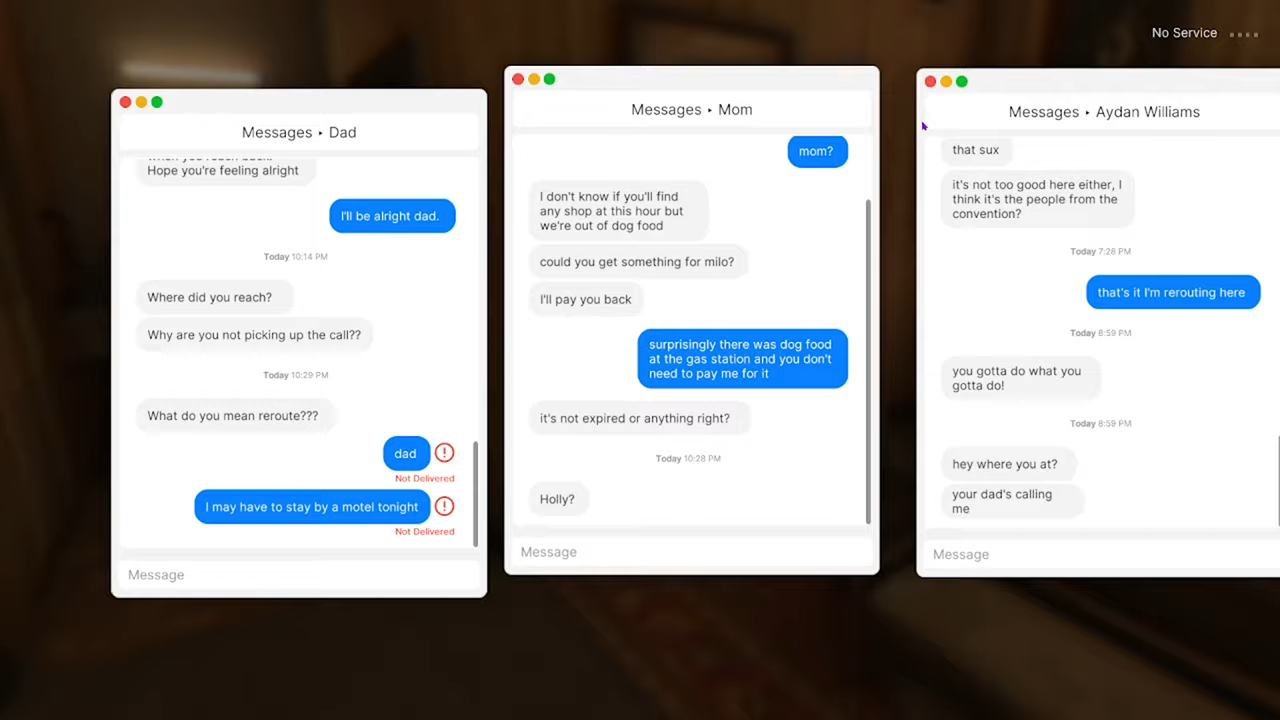 No Service
Messages ‣ Dad
Hope you're feeling alright
I'll be alright dad.
Today 10:14 PM
Where did you reach?
Why are you not picking up the call??
Today 10:29 PM
What do you mean reroute???
dad
Not Delivered
I may have to stay by a motel tonight
Not Delivered
Message
Messages ‣ Mom
mom?
I don't know if you'll find
any shop at this hour but
we're out of dog food
could you get something for milo?
I'll pay you back
surprisingly there was dog food
at the gas station and you don't
need to pay me for it
it's not expired or anything right?
Today 10:28 PM
Holly?
Message
Messages ‣ Aydan Williams
that sux
it's not too good here either, I
think it's the people from the
convention?
Today 7:28 PM
that's it I'm rerouting here
Today 8:59 PM
you gotta do what you
gotta do!
Today 8:59 PM
hey where you at?
your dad's calling
me
Message